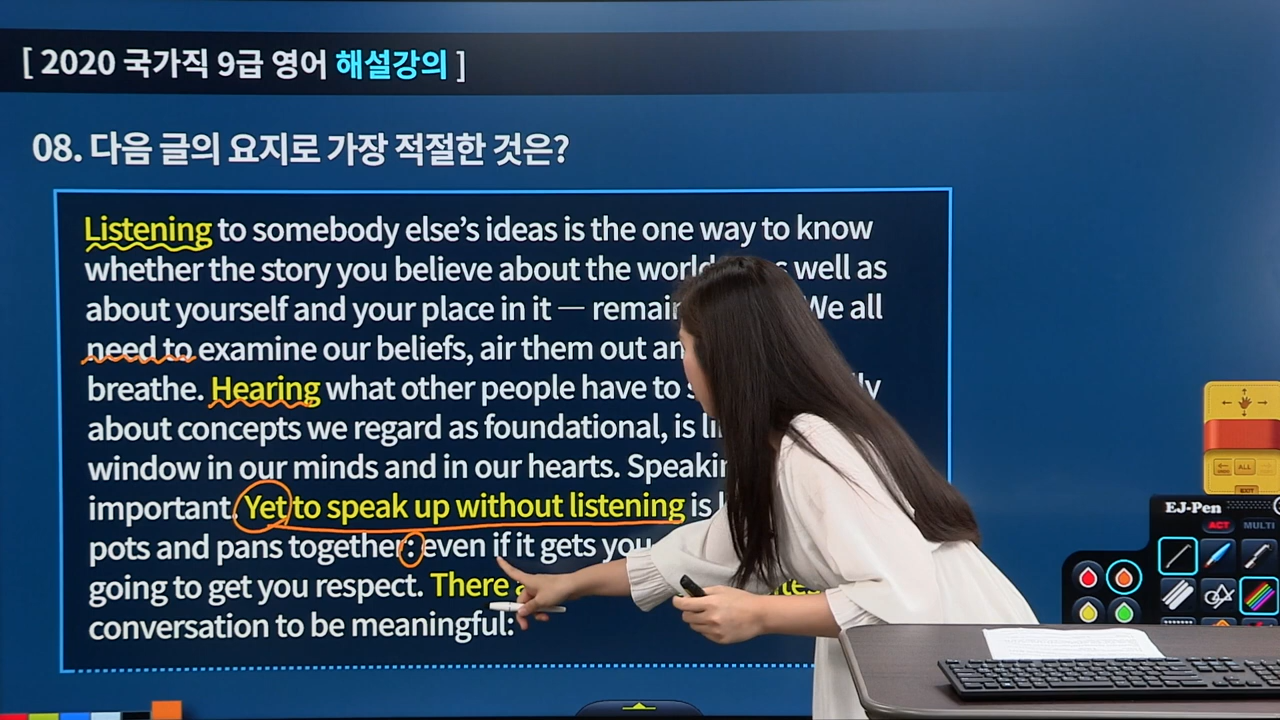 [ 2020 국가직 9급 영어 해설강의 ]
08. 다음 글의 요지로 가장 적절한 것은?
Listening to somebody else’s ideas is the one way to know
whether the story you believe about the world well as
about yourself and your place in it — We all
need to examine our beliefs, air them out
breathe. Hearing what other people have to
about concepts we regard as foundational, is
window in our minds and in our hearts.
important. Yet to speak up without listening is
pots and pans together: even if it gets you
going to get you respect. There
conversation to be meaningful:
EJ-Pen
ACT MULTI
ALL
EXIT